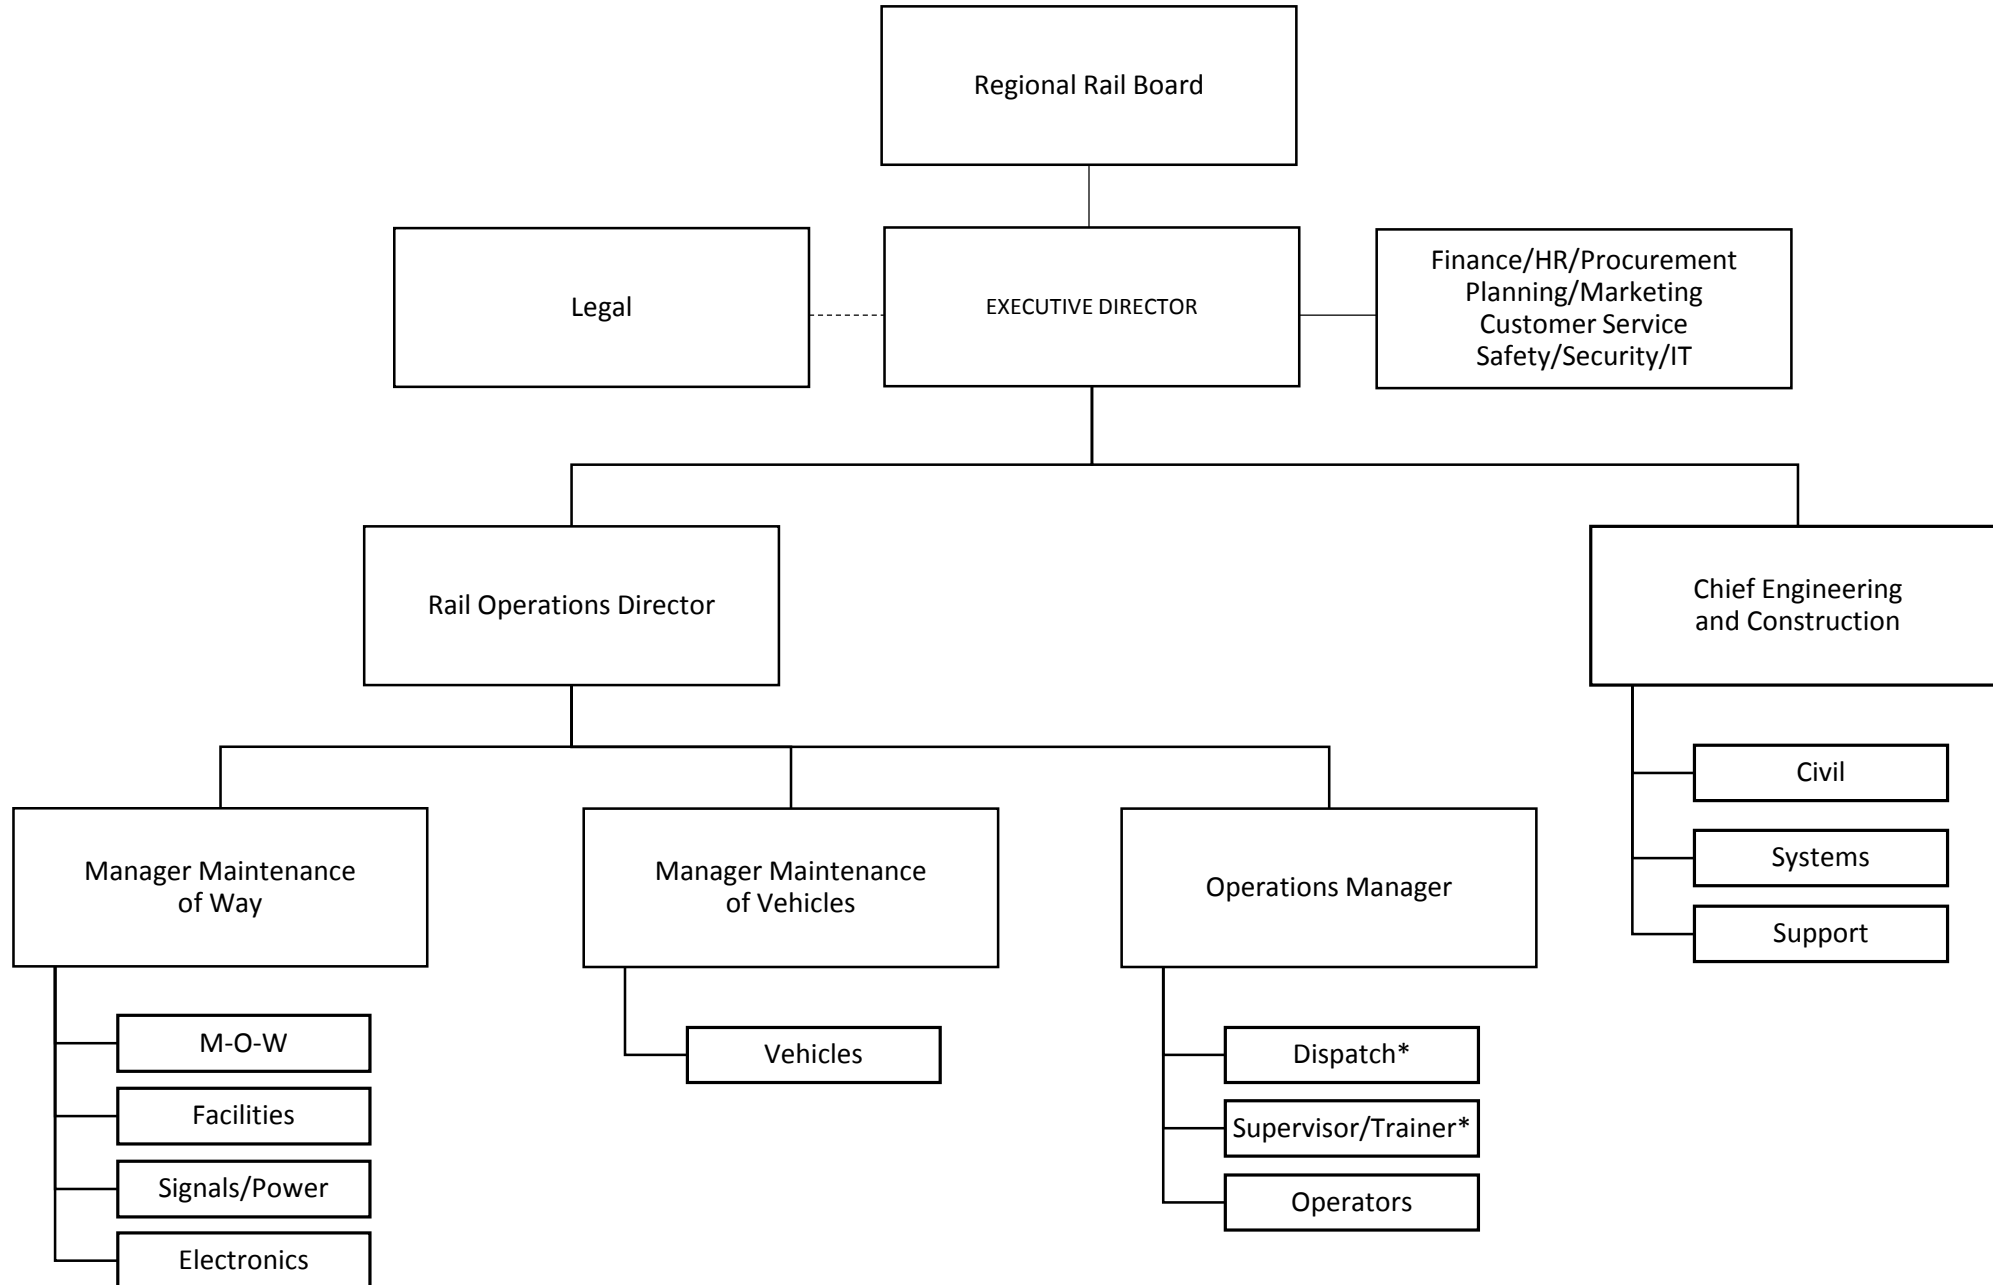 Regional Rail Board
Legal
EXECUTIVE DIRECTOR
Finance/HR/Procurement
Planning/Marketing
Customer Service
Safety/Security/IT
Rail Operations Director
Chief Engineering
and Construction
Manager Maintenance
of Way
Manager Maintenance
of Vehicles
Operations Manager
Civil
Systems
Support
M-O-W
Facilities
Signals/Power
Electronics
Vehicles
Dispatch*
Supervisor/Trainer*
Operators